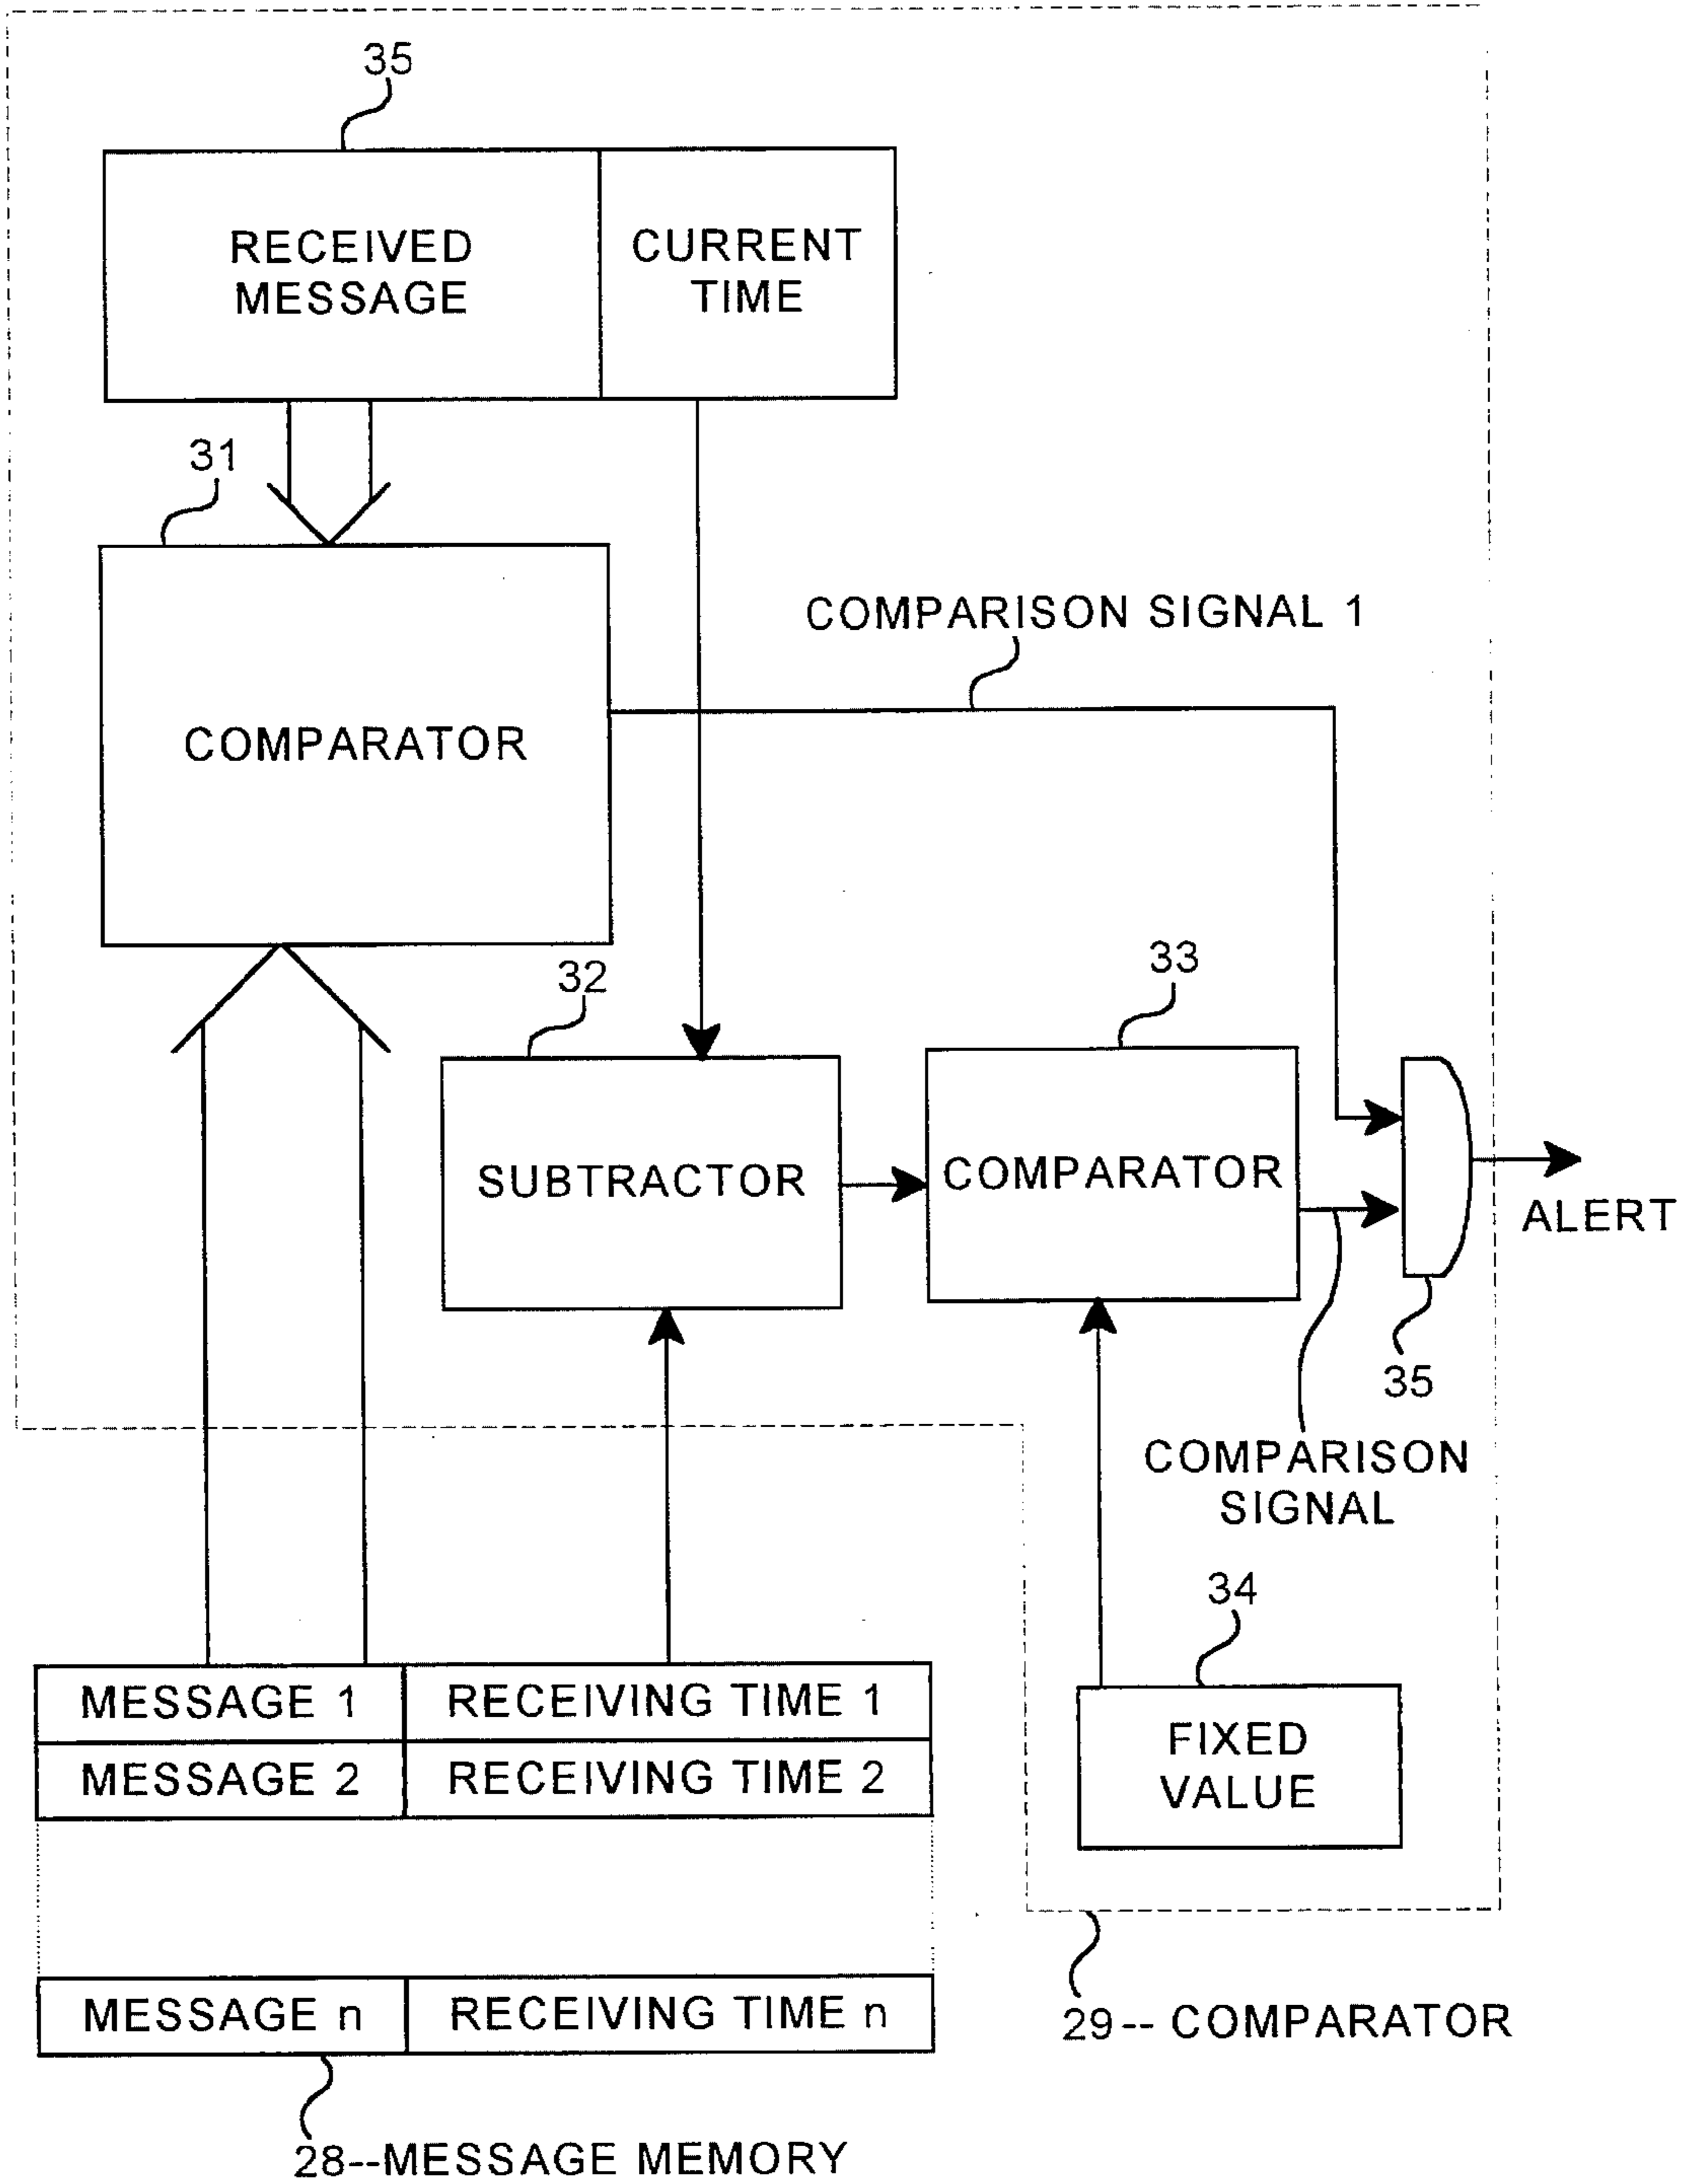 35
RECEIVED
MESSAGE
CURRENT
TIME
31
COMPARISON SIGNAL 1
COMPARATOR
32
33
SUBTRACTOR
COMPARATOR
ALERT
35
COMPARISON
SIGNAL
34
MESSAGE 1
RECEIVING TIME 1
MESSAGE 2
RECEIVING TIME 2
FIXED
VALUE
MESSAGE n
RECEIVING TIME n
29-- COMPARATOR
28--MESSAGE MEMORY